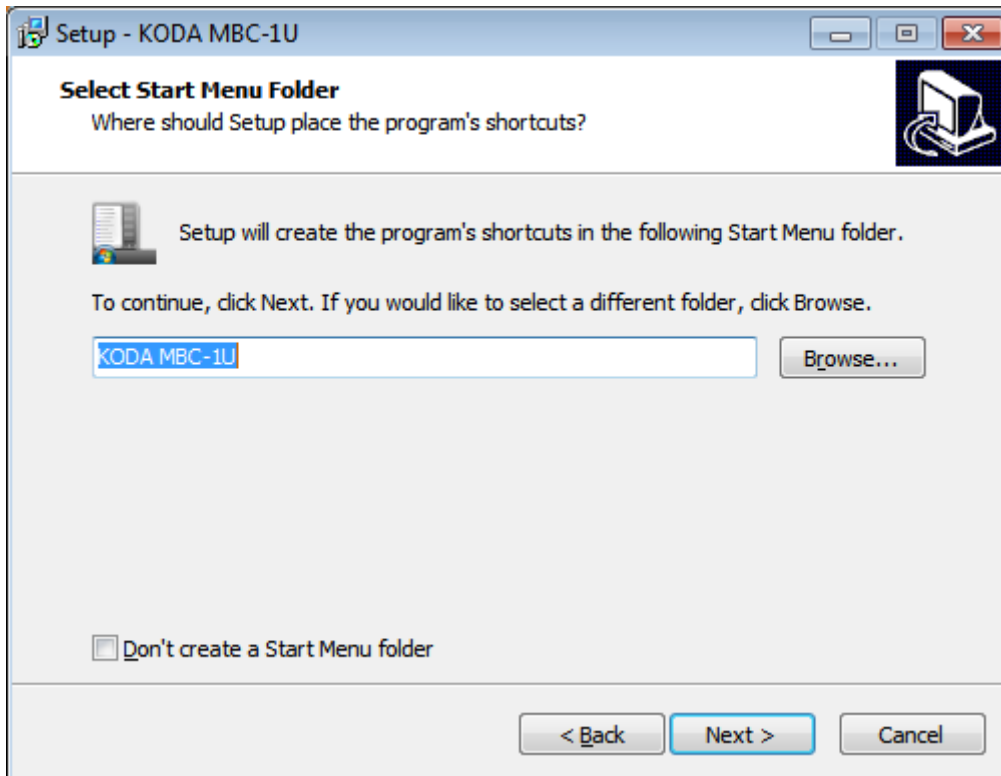 Setup - KODA MBC-1U
Select Start Menu Folder
Where should Setup place the program's shortcuts?
Setup will create the program's shortcuts in the following Start Menu folder.
To continue, click Next. If you would like to select a different folder, click Browse.
KODA MBC-1U
Browse...
Don't create a Start Menu folder
< Back
Next >
Cancel